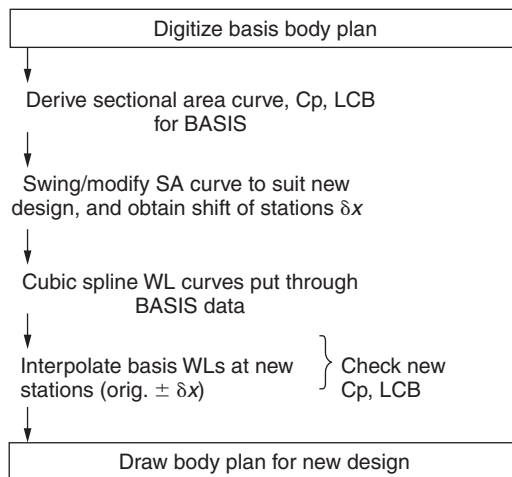 Digitize basis body plan
Derive sectional area curve, Cp, LCB
for BASIS
Swing/modify SA curve to suit new
design, and obtain shift of stations δx
Cubic spline WL curves put through
BASIS data
Interpolate basis WLs at new
stations (orig. ± δx)
Check new
Cp, LCB
Draw body plan for new design